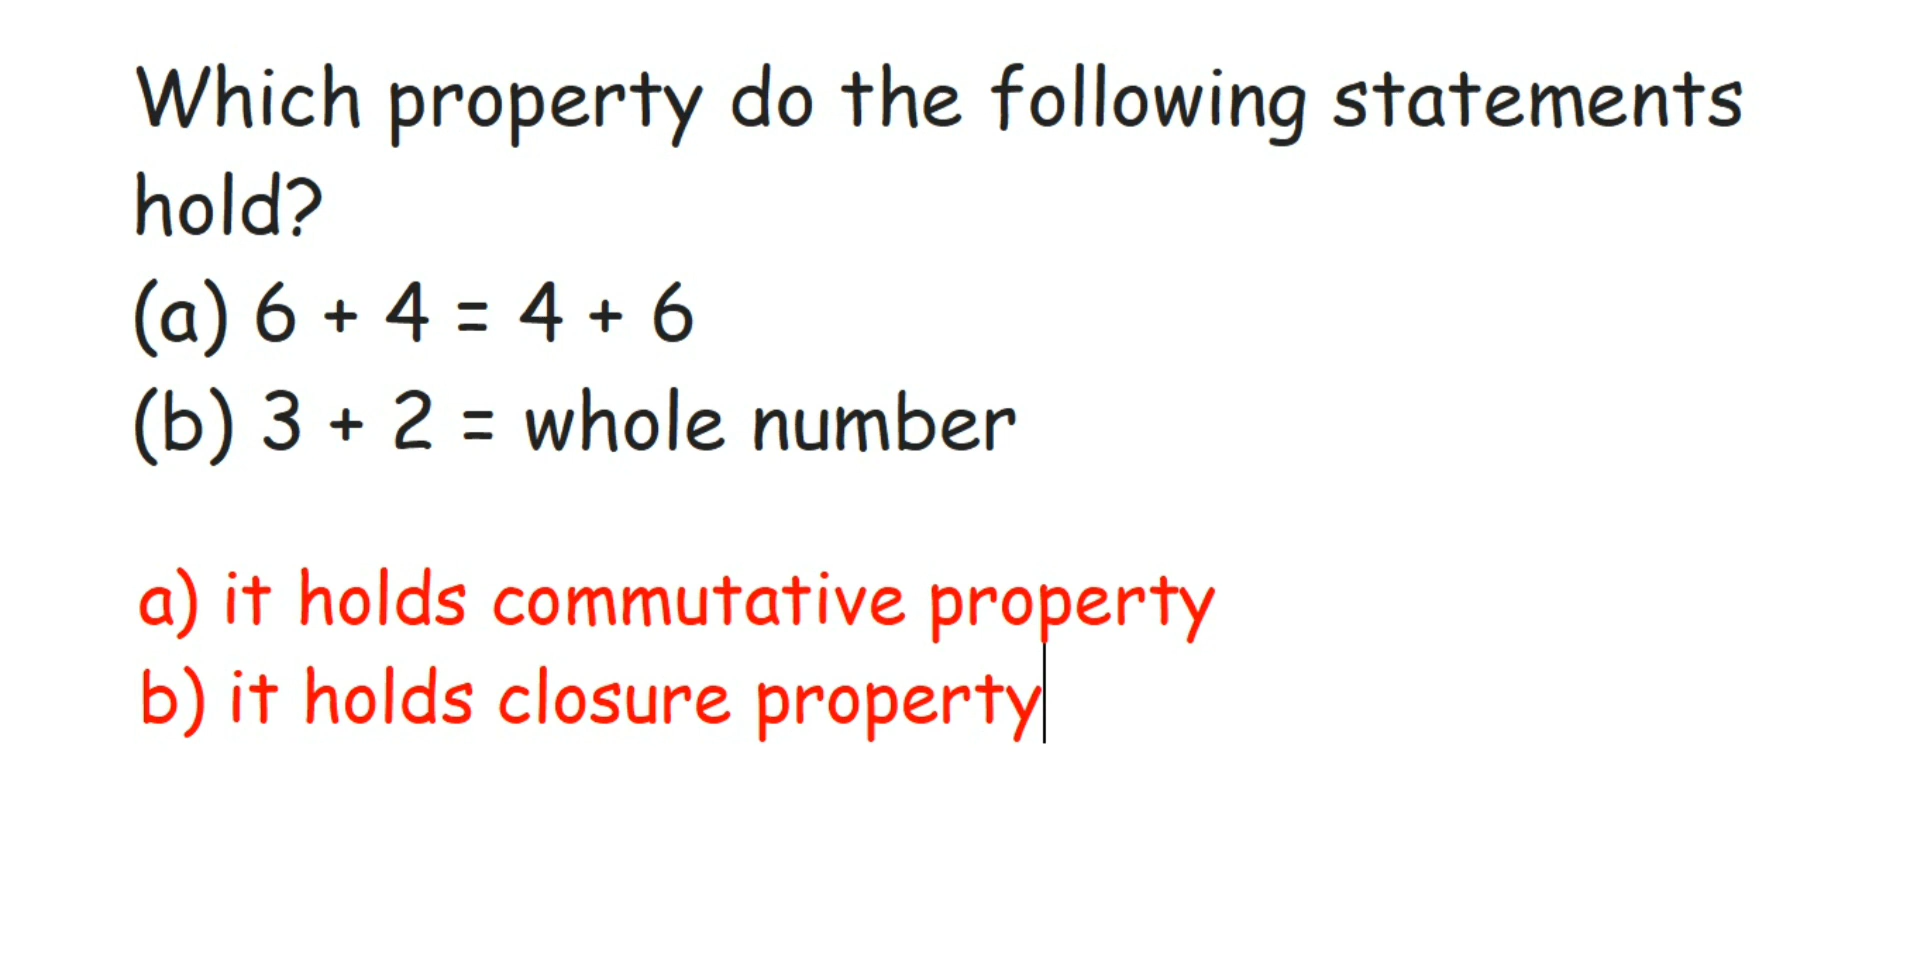 Which property do the following statements
hold?
(a) 6 + 4 = 4 + 6
(b) 3 + 2 = whole number
a) it holds commutative property
b) it holds closure property